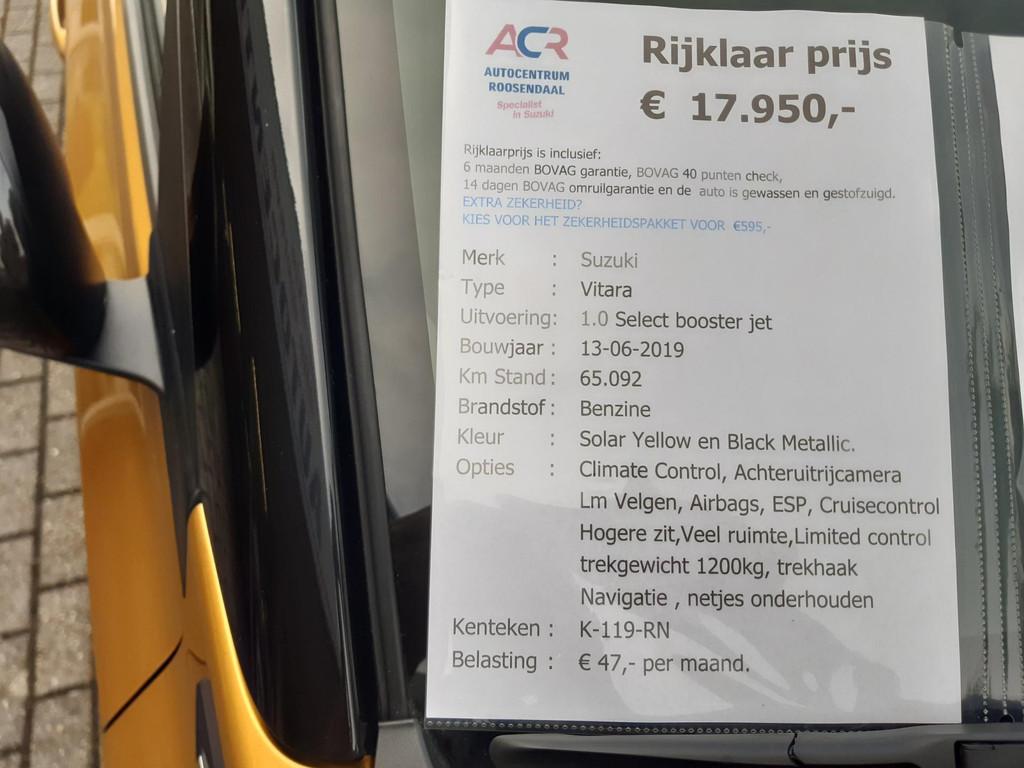 ACR
AUTOCENTRUM
ROOSENDAAL
Specialist
in Suzuki
Rijklaar prijs
€ 17.950,-
Rijklaarprijs is inclusief:
6 maanden BOVAG garantie, BOVAG 40 punten check,
14 dagen BOVAG omruilgarantie en de auto is gewassen en gestofzuigd.
EXTRA ZEKERHEID?
KIES VOOR HET ZEKERHEIDSPAKKET VOOR €595,-
Merk : Suzuki
Type : Vitara
Uitvoering: 1.0 Select booster jet
Bouwjaar : 13-06-2019
Km Stand : 65.092
Brandstof : Benzine
Kleur : Solar Yellow en Black Metallic.
Opties : Climate Control, Achteruitrijcamera
Lm Velgen, Airbags, ESP, Cruisecontrol
Hogere zit,Veel ruimte,Limited control
trekgewicht 1200kg, trekhaak
Navigatie , netjes onderhouden
Kenteken : K-119-RN
Belasting : € 47,- per maand.